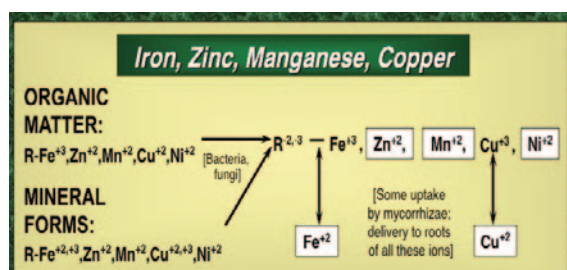 Iron, Zinc, Manganese, Copper
ORGANIC
MATTER:
R-Fe+3,Zn+2,Mn+2,Cu+2,Ni+2
[Bacteria,
fungi]
R-2,-3 – Fe+3, Zn+2, Mn+2, Cu+3, Ni+2
MINERAL
FORMS:
R-Fe+2,+3,Zn+2,Mn+2,Cu+2,+3,Ni+2
Fe+2
[Some uptake
by mycorrhizae;
delivery to roots
of all these ions]
Cu+2